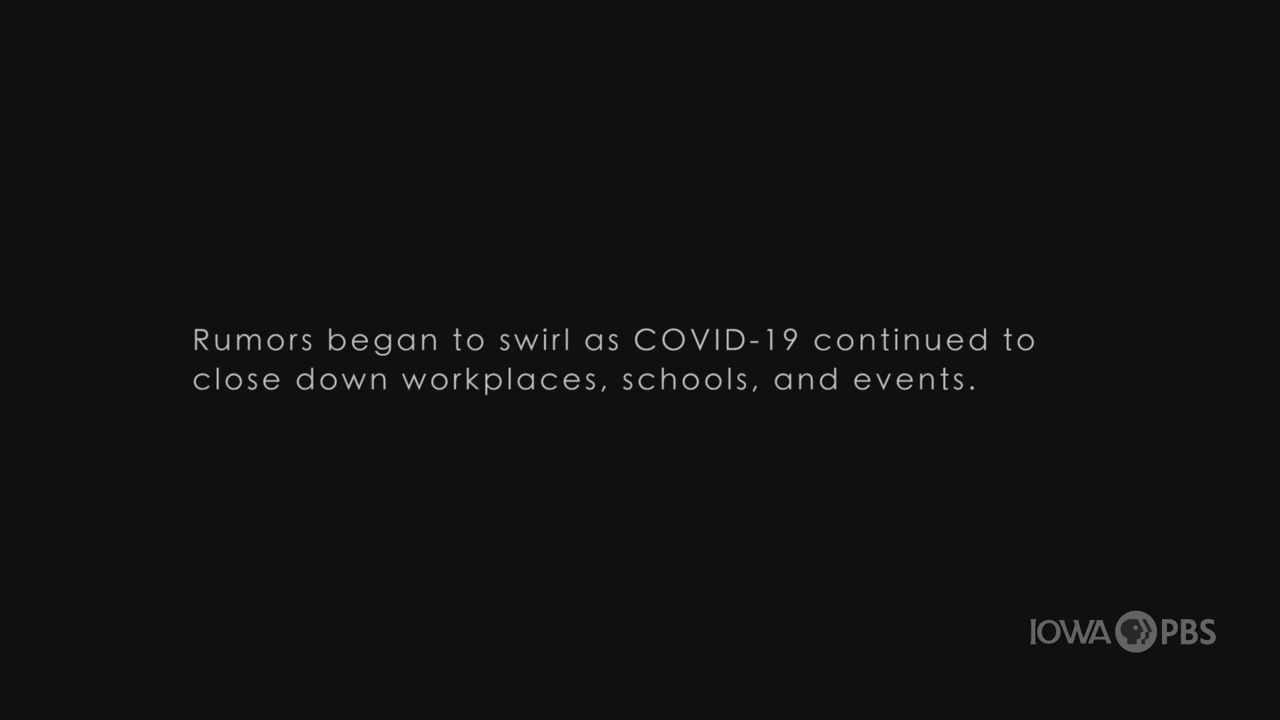 Rumors began to swirl as COVID-19 continued to
close down workplaces, schools, and events.
IOWA PBS